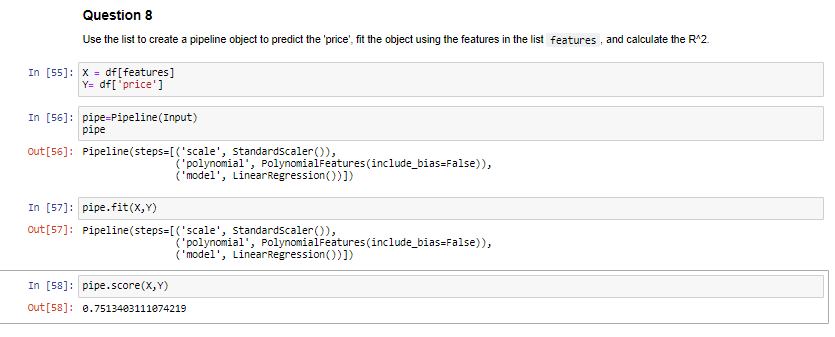 Question 8
Use the list to create a pipeline object to predict the 'price', fit the object using the features in the list features , and calculate the R^2.
In [55]: X = df[features]
Y= df['price']
In [56]: pipe=Pipeline(Input)
pipe
Out[56]: Pipeline(steps=[('scale', StandardScaler()),
('polynomial', PolynomialFeatures(include_bias=False)),
('model', LinearRegression())])
In [57]: pipe.fit(X,Y)
Out[57]: Pipeline(steps=[('scale', StandardScaler()),
('polynomial', PolynomialFeatures(include_bias=False)),
('model', LinearRegression())])
In [58]: pipe.score(X,Y)
Out[58]: 0.7513403111074219